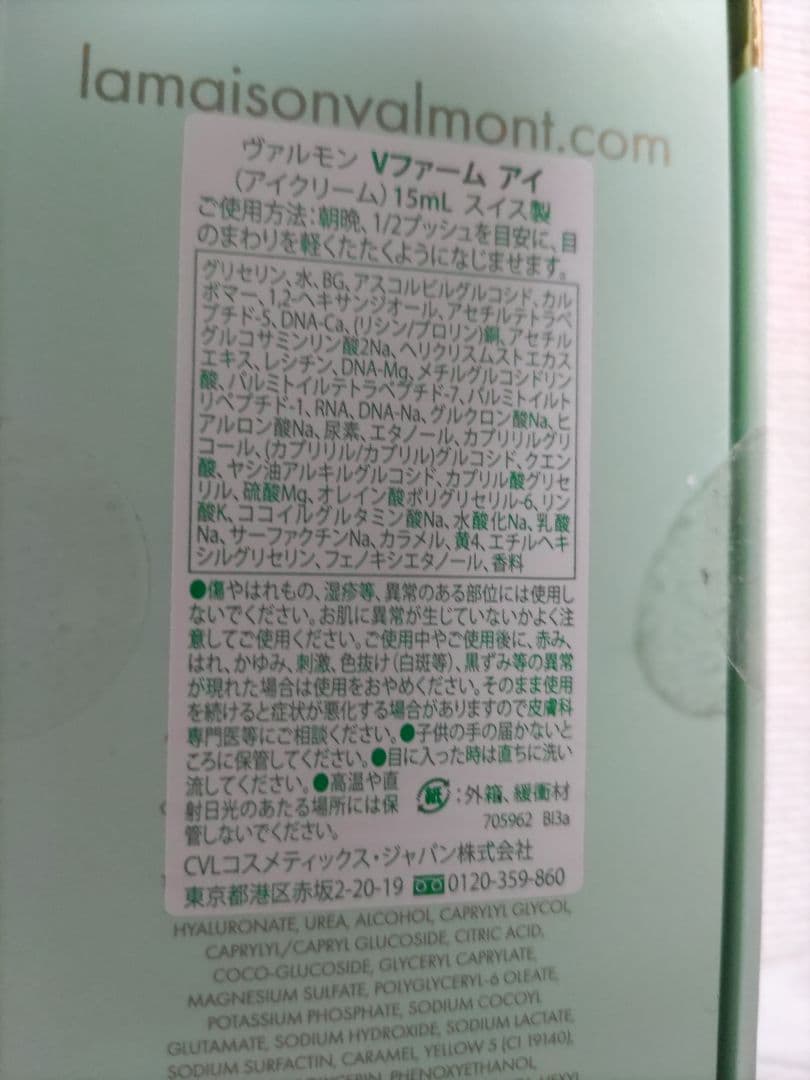 lamaisonvalmont.com
ヴァルモン Vファーム アイ
(アイクリーム)15mL スイス製
ご使用方法:朝晩、1/2プッシュを目安に、目
のまわりを軽くたたくようになじませます。
グリセリン、水、BG、アスコルビルグルコシド、カル
ボマー、1,2-ヘキサンジオール、アセチルテトラペ
プチド-5、DNA-Ca、(リシン/プロリン)銅、アセチル
グルコサミンリン酸2Na、ヘリクリスムストエカス
エキス、レシチン、DNA-Mg、メチルグルコシドリン
酸、パルミトイルテトラペプチド-7、パルミトイルト
リペプチド-1、RNA、DNA-Na、グルクロン酸Na、ヒ
アルロン酸Na、尿素、エタノール、カプリリルグリ
コール、(カプリリル/カプリル)グルコシド、クエン
酸、ヤシ油アルキルグルコシド、カプリル酸グリセ
リル、硫酸Mg、オレイン酸ポリグリセリル-6、リン
酸K、ココイルグルタミン酸Na、水酸化Na、乳酸
Na、サーファクチンNa、カラメル、黄4、エチルヘキ
シルグリセリン、フェノキシエタノール、香料
●傷やはれもの、湿疹等、異常のある部位には使用し
ないでください。お肌に異常が生じていないかよく注
意してご使用ください。ご使用中やご使用後に、赤み、
はれ、かゆみ、刺激、色抜け(白斑等)、黒ずみ等の異常
が現れた場合は使用をおやめください。そのまま使用
を続けると症状が悪化する場合がありますので皮膚科
専門医等にご相談ください。●子供の手の届かないと
ころに保管してください。●目に入った時は直ちに洗い
流してください。●高温や直
射日光のあたる場所には保
管しないでください。
紙:外箱、緩衝材
705962 BI3a
CVLコスメティックス・ジャパン株式会社
東京都港区赤坂2-20-19 0120-359-860
HYALURONATE, UREA, ALCOHOL, CAPRYLYL GLYCOL,
CAPRYLYL/CAPRYL GLUCOSIDE, CITRIC ACID,
COCO-GLUCOSIDE, GLYCERYL CAPRYLATE,
MAGNESIUM SULFATE, POLYGLYCERYL-6 OLEATE,
POTASSIUM PHOSPHATE, SODIUM COCOYL
GLUTAMATE, SODIUM HYDROXIDE, SODIUM LACTATE,
SODIUM SURFACTIN, CARAMEL, YELLOW 5 (CI 19140),
PHENOXYETHANOL,